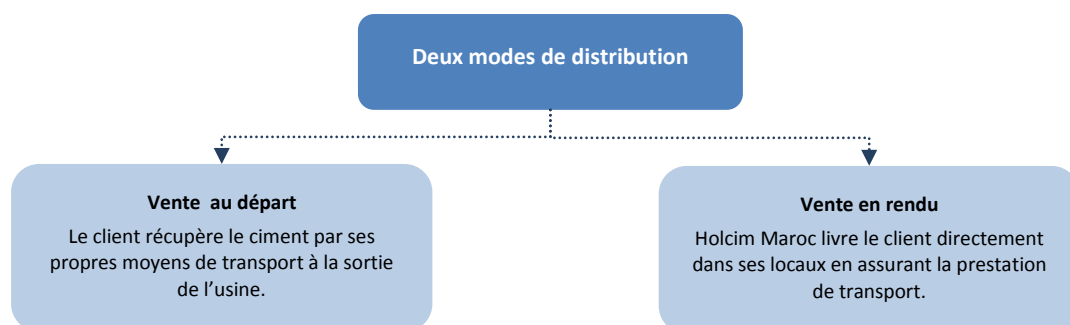 Deux modes de distribution
Vente au départ
Le client récupère le ciment par ses
propres moyens de transport à la sortie
de l’usine.
Vente en rendu
Holcim Maroc livre le client directement
dans ses locaux en assurant la prestation
de transport.